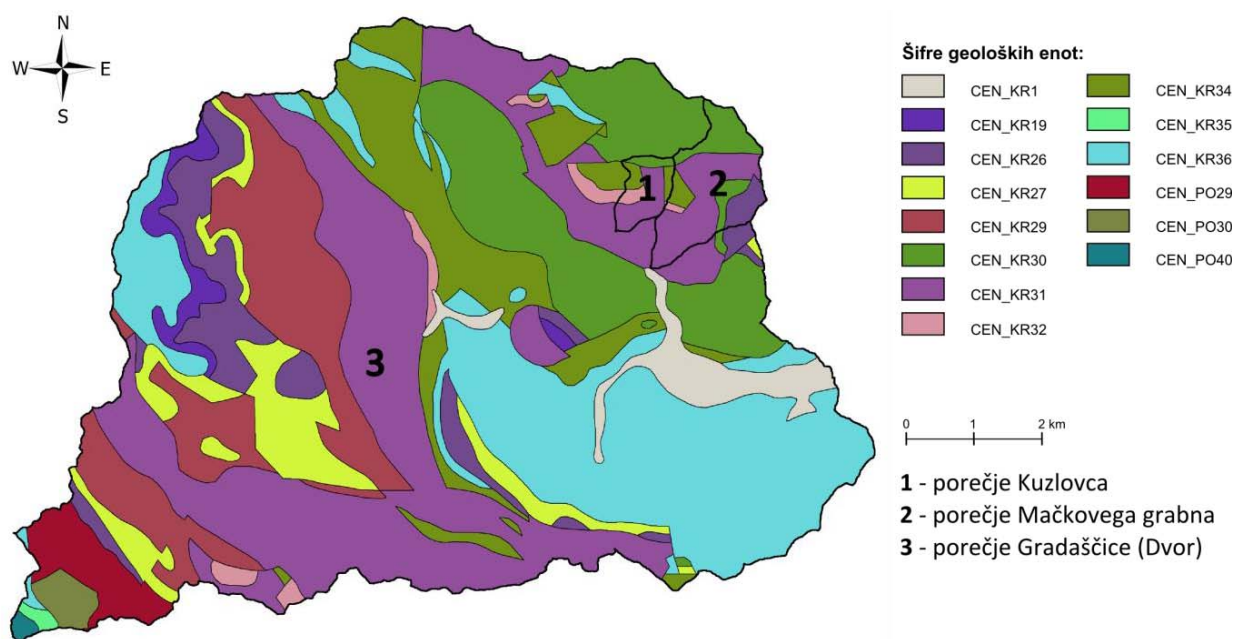 N
W E
S
3
1
2
Šifre geoloških enot:
CEN_KR1
CEN_KR19
CEN_KR26
CEN_KR27
CEN_KR29
CEN_KR30
CEN_KR31
CEN_KR32
CEN_KR34
CEN_KR35
CEN_KR36
CEN_PO29
CEN_PO30
CEN_PO40
0 1 2 km
1 - porečje Kuzlovca
2 - porečje Mačkovega grabna
3 - porečje Gradaščice (Dvor)